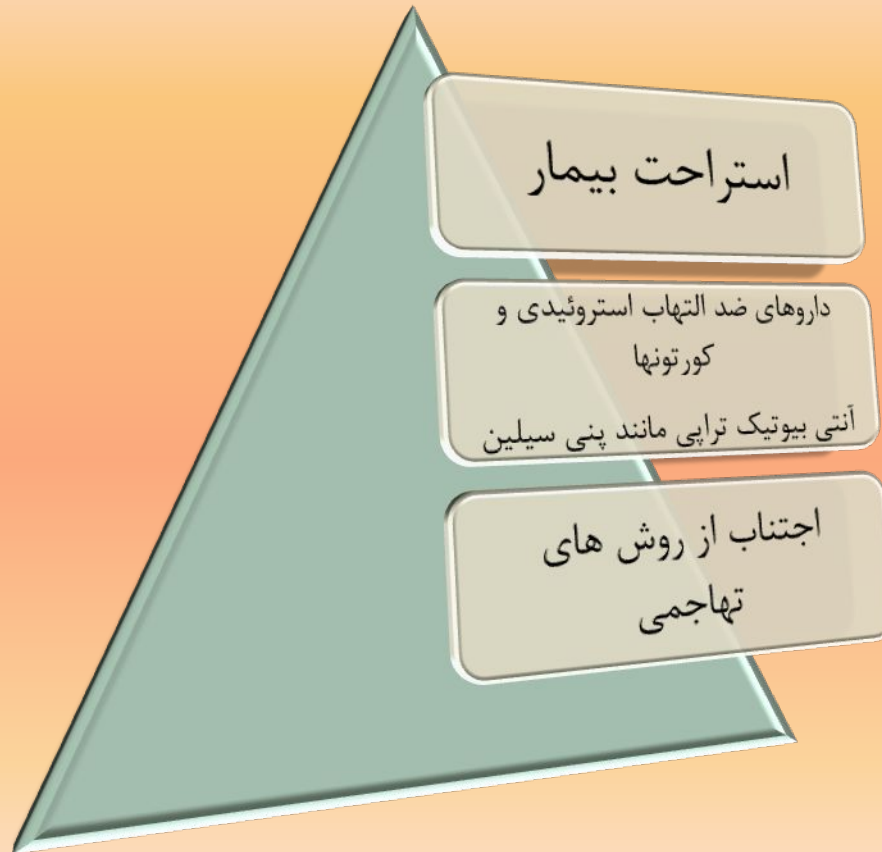 استراحت بیمار
داروهای ضد التهاب استروئیدی و
کورتونها
آنتی بیوتیک تراپی مانند پنی سیلین
اجتناب از روش های
تهاجمی